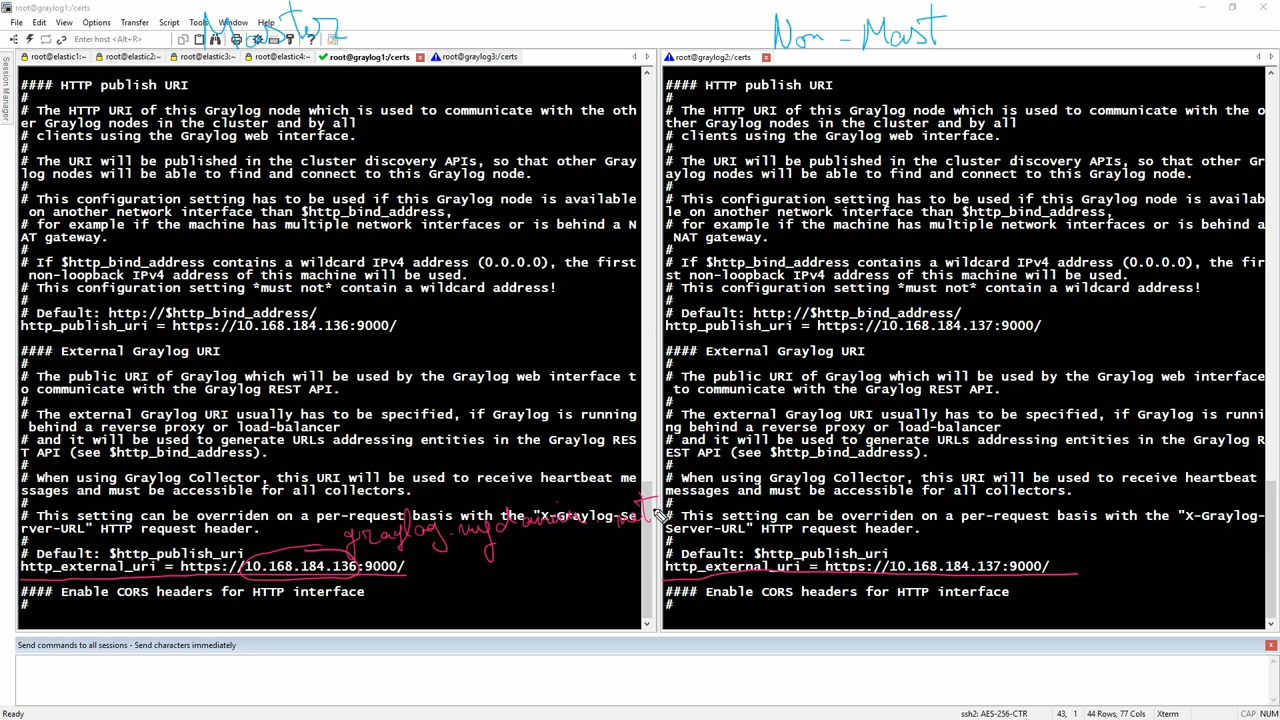 root@graylog1:/certs
File Edit View Options Transfer Script Tools Window Help
Enter host <Alt+R>
Master
Non - Mast
Session Manager
root@elastic1:~ root@elastic2:~ root@elastic3:~ root@elastic4:~ root@graylog1:/certs root@graylog3:/certs
#### HTTP publish URI
#
# The HTTP URI of this Graylog node which is used to communicate with the oth
er Graylog nodes in the cluster and by all
# clients using the Graylog web interface.
#
# The URI will be published in the cluster discovery APIs, so that other Gray
log nodes will be able to find and connect to this Graylog node.
#
# This configuration setting has to be used if this Graylog node is available
on another network interface than $http_bind_address,
# for example if the machine has multiple network interfaces or is behind a N
AT gateway.
#
# If $http_bind_address contains a wildcard IPv4 address (0.0.0.0), the first
non-loopback IPv4 address of this machine will be used.
# This configuration setting *must not* contain a wildcard address!
#
# Default: http://$http_bind_address/
http_publish_uri = https://10.168.184.136:9000/
#### External Graylog URI
#
# The public URI of Graylog which will be used by the Graylog web interface t
o communicate with the Graylog REST API.
#
# The external Graylog URI usually has to be specified, if Graylog is running
behind a reverse proxy or load-balancer
# and it will be used to generate URLs addressing entities in the Graylog RES
T API (see $http_bind_address).
#
# When using Graylog Collector, this URI will be used to receive heartbeat me
ssages and must be accessible for all collectors.
#
# This setting can be overriden on a per-request basis with the "X-Graylog-Se
rver-URL" HTTP request header.
#
graylog.mydomain.net
# Default: $http_publish_uri
http_external_uri = https://10.168.184.136:9000/
#### Enable CORS headers for HTTP interface
#
root@graylog2:/certs
#### HTTP publish URI
#
# The HTTP URI of this Graylog node which is used to communicate with the o
ther Graylog nodes in the cluster and by all
# clients using the Graylog web interface.
#
# The URI will be published in the cluster discovery APIs, so that other Gr
aylog nodes will be able to find and connect to this Graylog node.
#
# This configuration setting has to be used if this Graylog node is availab
le on another network interface than $http_bind_address,
# for example if the machine has multiple network interfaces or is behind a
NAT gateway.
#
# If $http_bind_address contains a wildcard IPv4 address (0.0.0.0), the fir
st non-loopback IPv4 address of this machine will be used.
# This configuration setting *must not* contain a wildcard address!
#
# Default: http://$http_bind_address/
http_publish_uri = https://10.168.184.137:9000/
#### External Graylog URI
#
# The public URI of Graylog which will be used by the Graylog web interface
to communicate with the Graylog REST API.
#
# The external Graylog URI usually has to be specified, if Graylog is runni
ng behind a reverse proxy or load-balancer
# and it will be used to generate URLs addressing entities in the Graylog R
EST API (see $http_bind_address).
#
# When using Graylog Collector, this URI will be used to receive heartbeat
messages and must be accessible for all collectors.
#
# This setting can be overriden on a per-request basis with the "X-Graylog-
Server-URL" HTTP request header.
#
# Default: $http_publish_uri
http_external_uri = https://10.168.184.137:9000/
#### Enable CORS headers for HTTP interface
#
Send commands to all sessions - Send characters immediately
Ready ssh2: AES-256-CTR 43, 1 44 Rows, 77 Cols Xterm CAP NUM